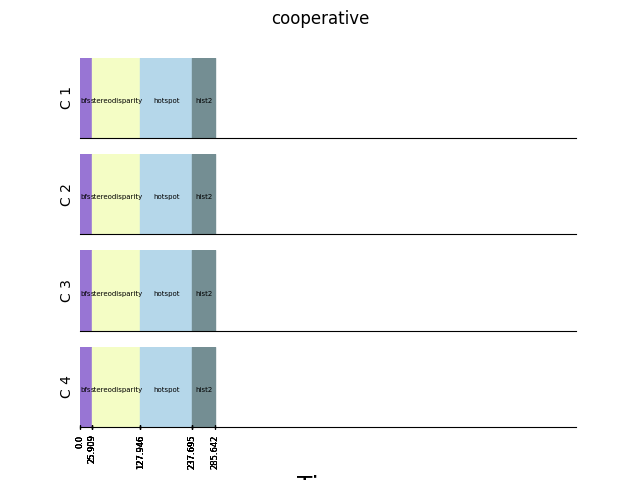 cooperative
C 1
bfs stereodisparity hotspot hist2
C 2
bfs stereodisparity hotspot hist2
C 3
bfs stereodisparity hotspot hist2
C 4
bfs stereodisparity hotspot hist2
0.0 25.909 127.946 237.695 285.642